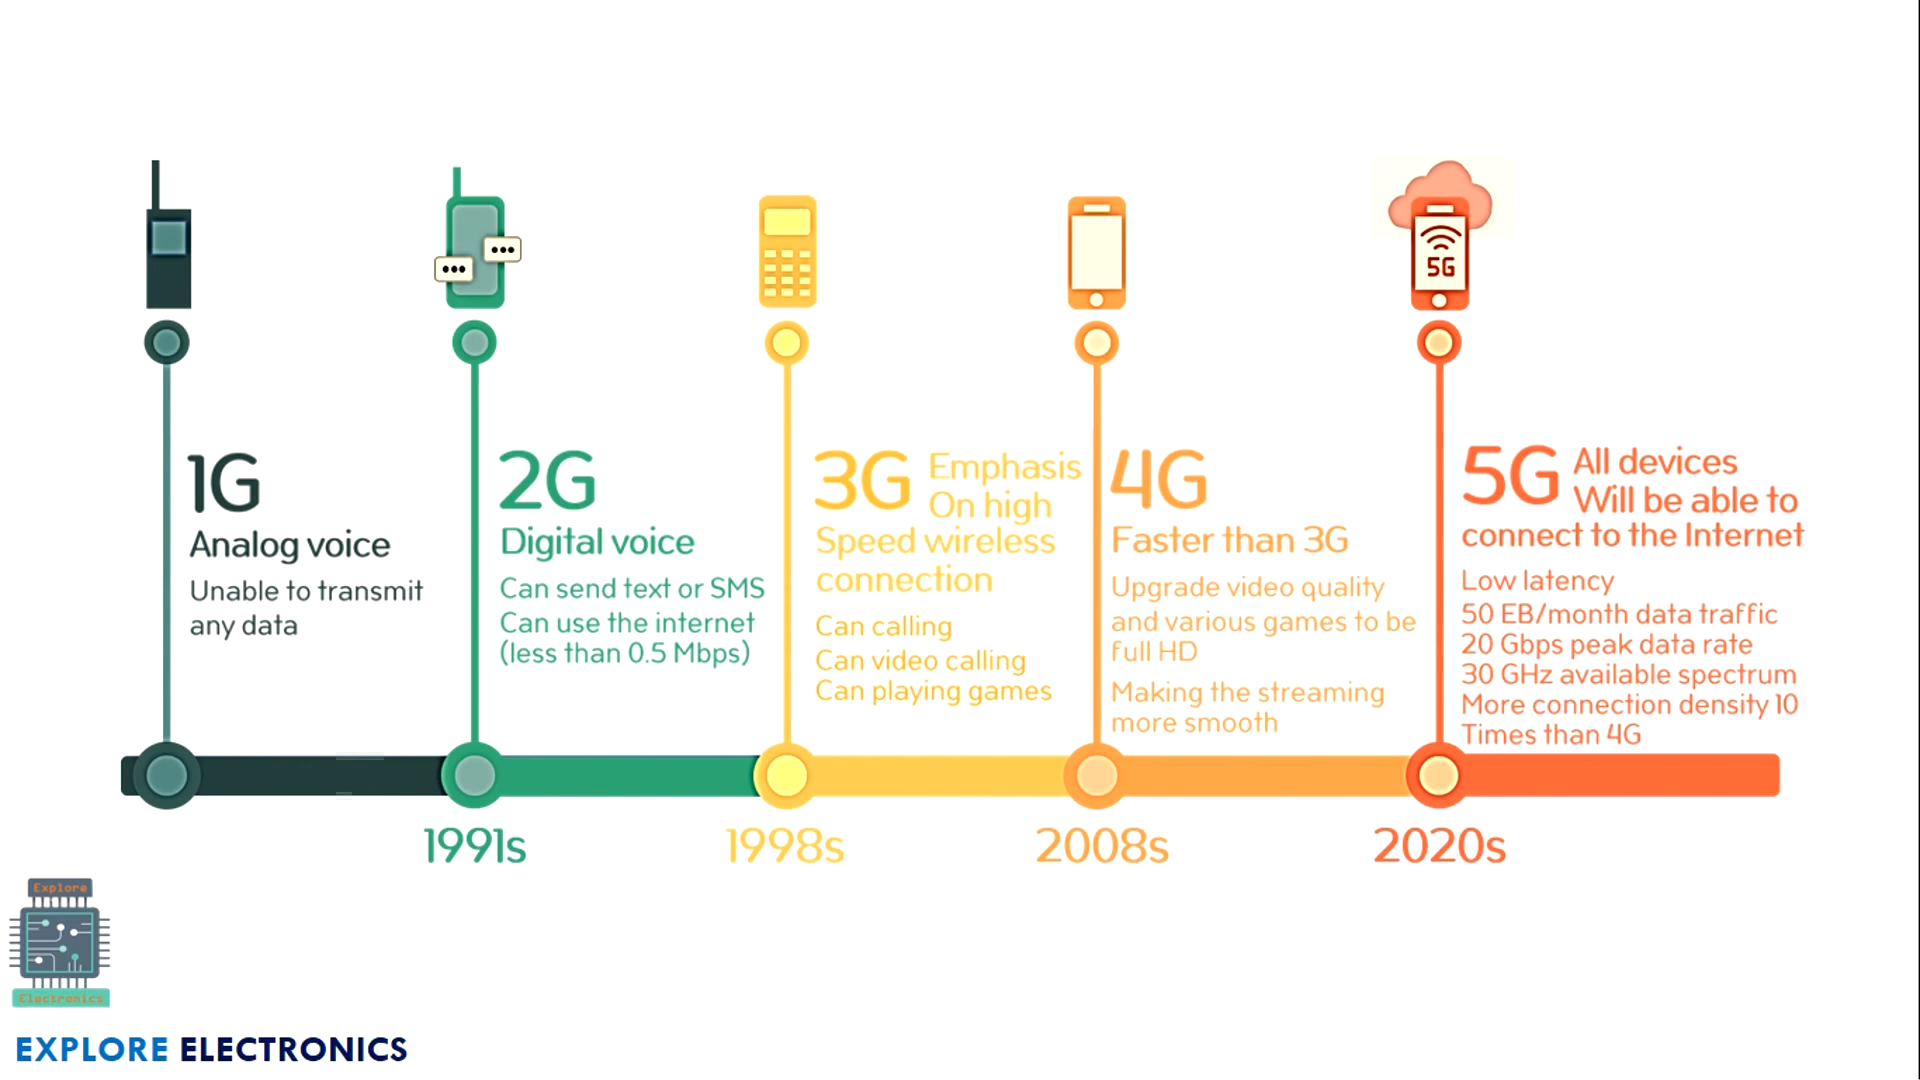 5G
1G
Analog voice
Unable to transmit
any data
2G
Digital voice
Can send text or SMS
Can use the internet
(less than 0.5 Mbps)
3G Emphasis
On high
Speed wireless
connection
Can calling
Can video calling
Can playing games
4G
Faster than 3G
Upgrade video quality
and various games to be
full HD
Making the streaming
more smooth
5G All devices
Will be able to
connect to the Internet
Low latency
50 EB/month data traffic
20 Gbps peak data rate
30 GHz available spectrum
More connection density 10
Times than 4G
1991s
1998s
2008s
2020s
Explore
Electronics
EXPLORE ELECTRONICS